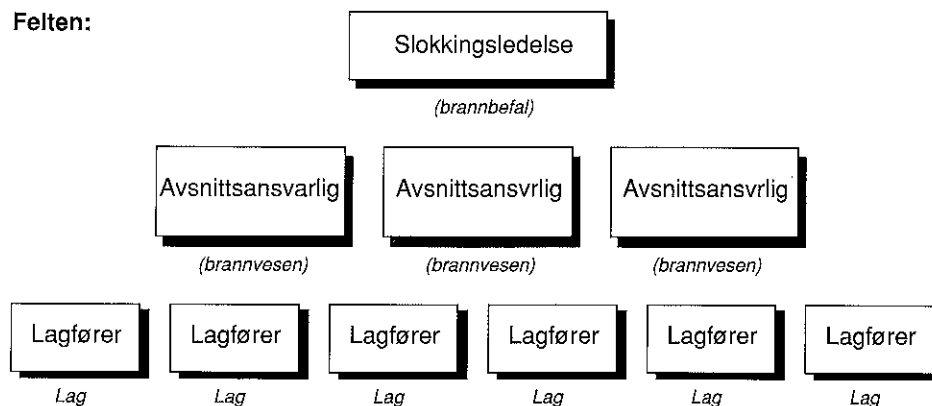 Felten:
Slokkingsledelse
(brannbefal)
Avsnittsansvarlig Avsnittsansvrlig Avsnittsansvrlig
(brannvesen) (brannvesen) (brannvesen)
Lagfører Lagfører Lagfører Lagfører Lagfører Lagfører
Lag Lag Lag Lag Lag Lag